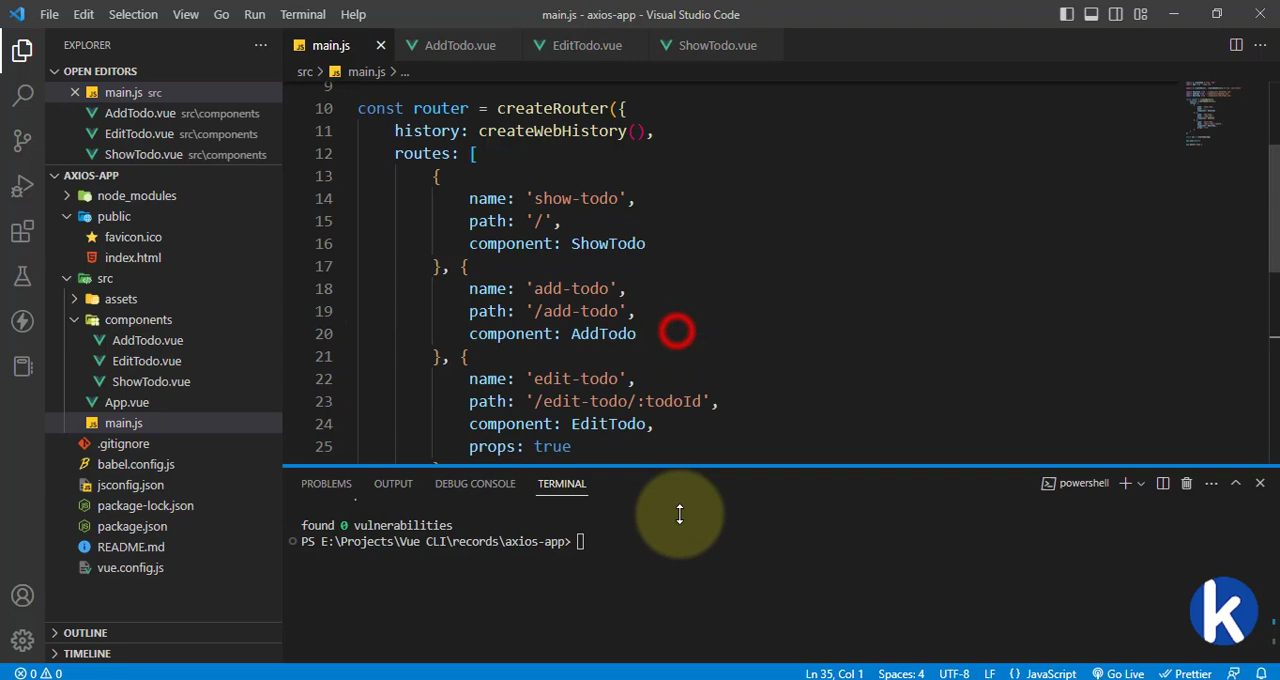 File Edit Selection View Go Run Terminal Help
main.js - axios-app - Visual Studio Code
EXPLORER
OPEN EDITORS
main.js src
AddTodo.vue src\components
EditTodo.vue src\components
ShowTodo.vue src\components
AXIOS-APP
node_modules
public
favicon.ico
index.html
src
assets
components
AddTodo.vue
EditTodo.vue
ShowTodo.vue
App.vue
JS main.js
.gitignore
babel.config.js
jsconfig.json
package-lock.json
package.json
README.md
vue.config.js
OUTLINE
TIMELINE
JS main.js AddTodo.vue EditTodo.vue ShowTodo.vue
src > JS main.js > ...
9
10 const router = createRouter({
11 history: createWebHistory(),
12 routes: [
13 {
14 name: 'show-todo',
15 path: '/',
16 component: ShowTodo
17 }, {
18 name: 'add-todo',
19 path: '/add-todo',
20 component: AddTodo
21 }, {
22 name: 'edit-todo',
23 path: '/edit-todo/:todoId',
24 component: EditTodo,
25 props: true
PROBLEMS OUTPUT DEBUG CONSOLE TERMINAL powershell
found 0 vulnerabilities
PS E:\Projects\Vue CLI\records\axios-app>
k
0 0 Ln 35, Col 1 Spaces: 4 UTF-8 LF {} JavaScript Go Live Prettier